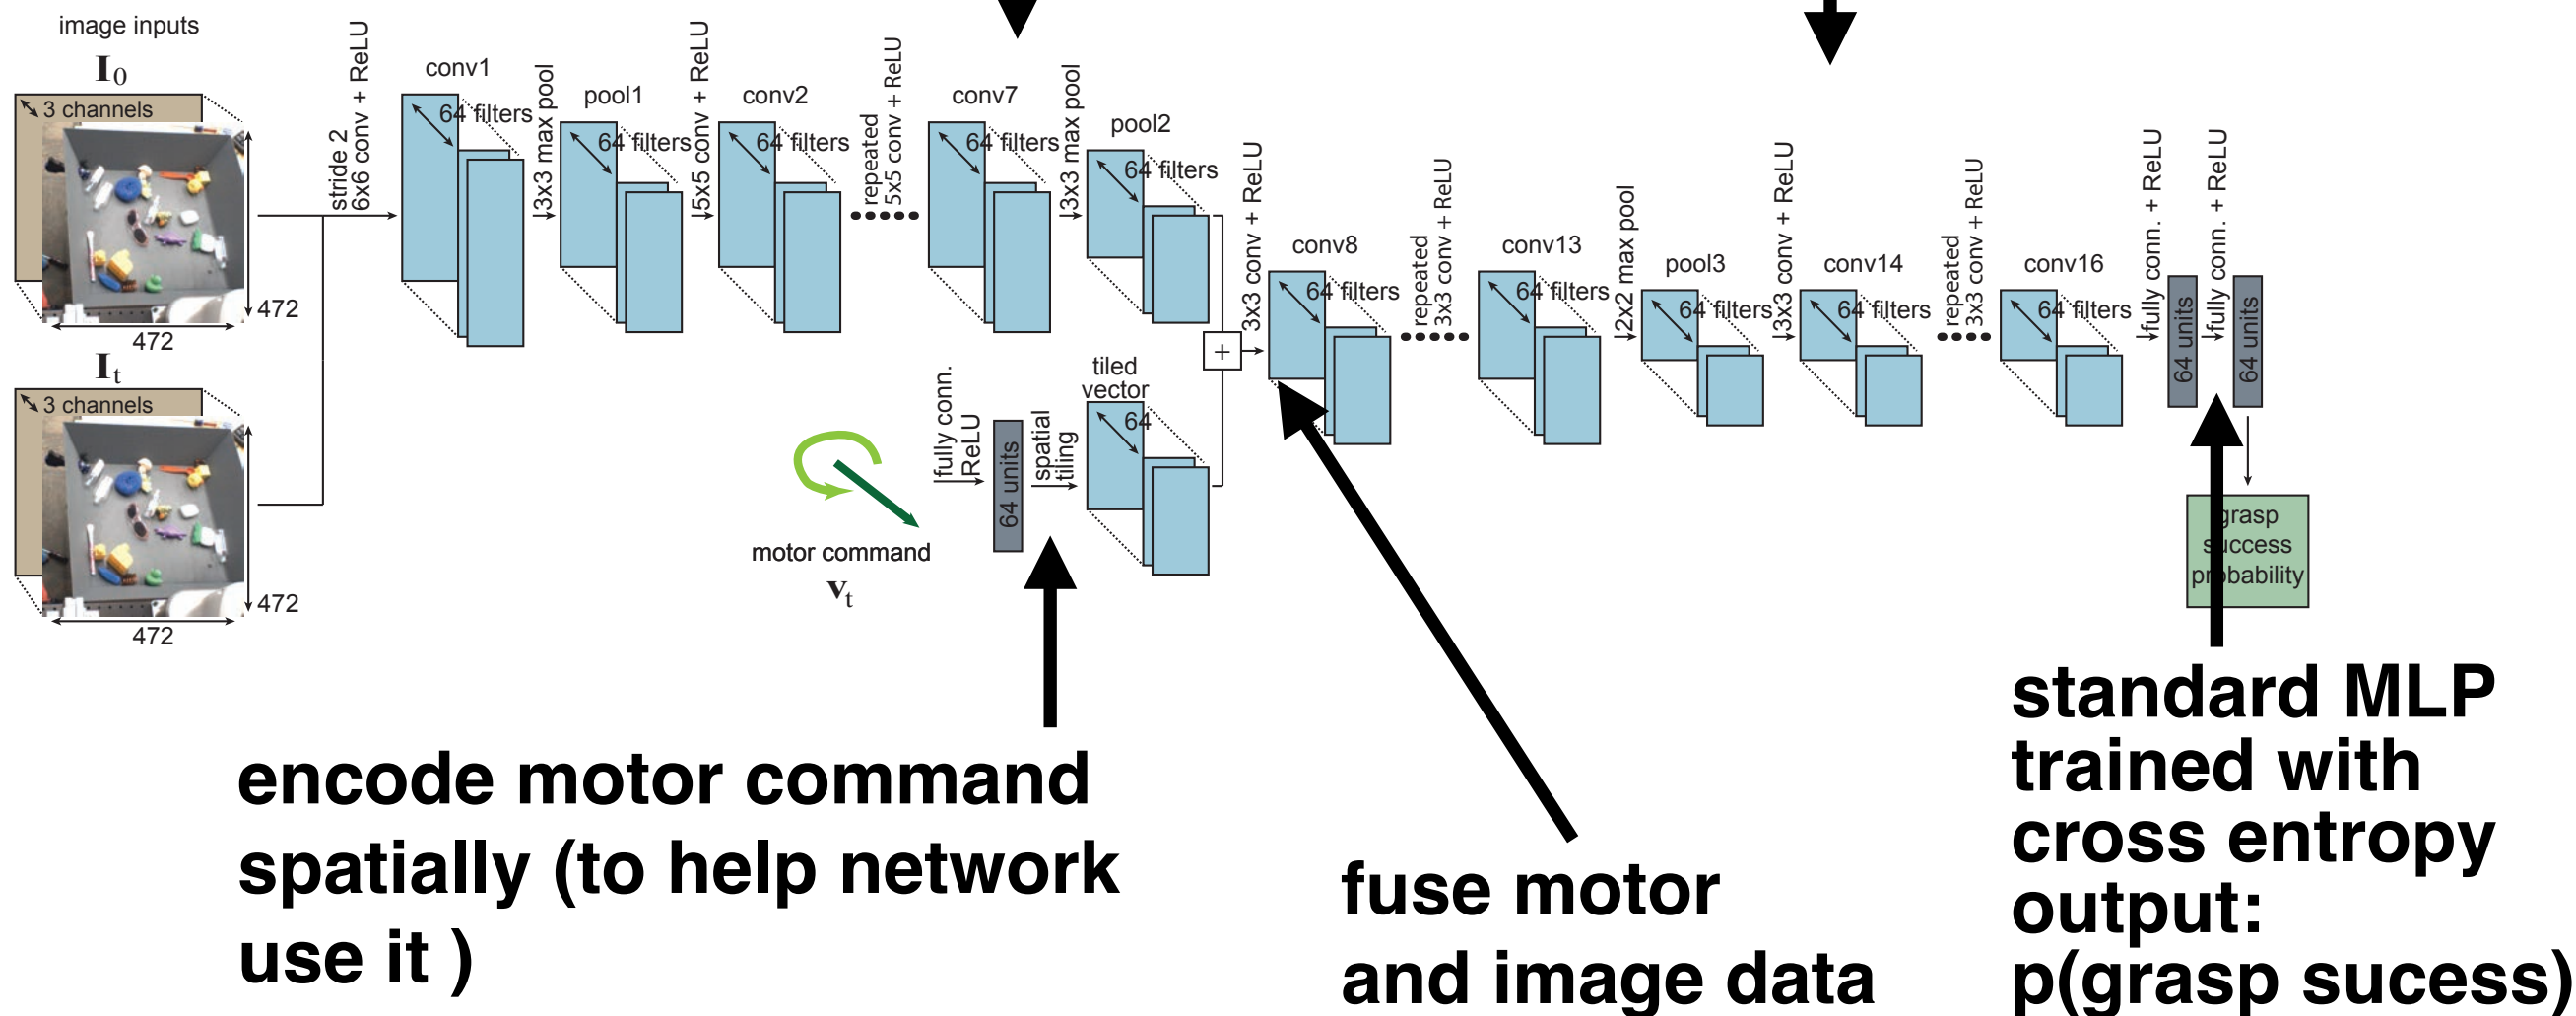 image inputs
I0
3 channels
472
472
It
3 channels
472
472
stride 2
6x6 conv + ReLU
conv1
64 filters
3x3 max pool
pool1
64 filters
5x5 conv + ReLU
conv2
64 filters
repeated
5x5 conv + ReLU
conv7
64 filters
3x3 max pool
pool2
64 filters
motor command
vt
fully conn.
ReLU
64 units
spatial
tiling
tiled
vector
64
+
3x3 conv + ReLU
conv8
64 filters
repeated
3x3 conv + ReLU
conv13
64 filters
2x2 max pool
pool3
64 filters
3x3 conv + ReLU
conv14
64 filters
repeated
3x3 conv + ReLU
conv16
64 filters
fully conn. + ReLU
64 units
fully conn. + ReLU
64 units
grasp
success
probability
encode motor command
spatially (to help network
use it )
fuse motor
and image data
standard MLP
trained with
cross entropy
output:
p(grasp sucess)